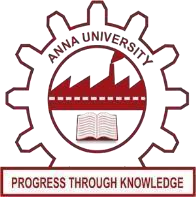 ANNA UNIVERSITY
PROGRESS THROUGH KNOWLEDGE